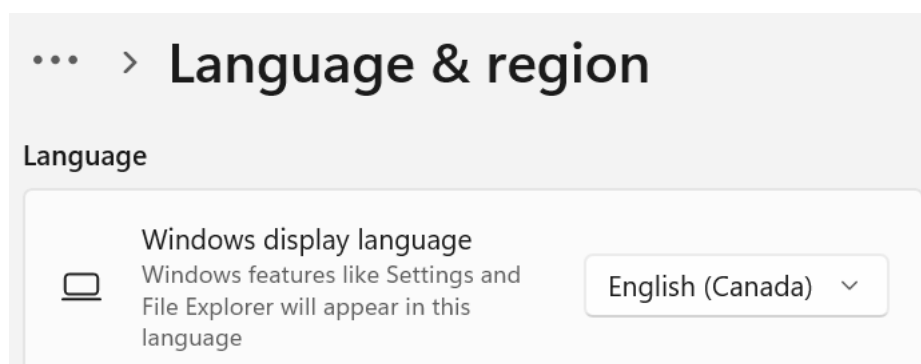 ... > Language & region
Language
Windows display language
Windows features like Settings and
File Explorer will appear in this
language
English (Canada)